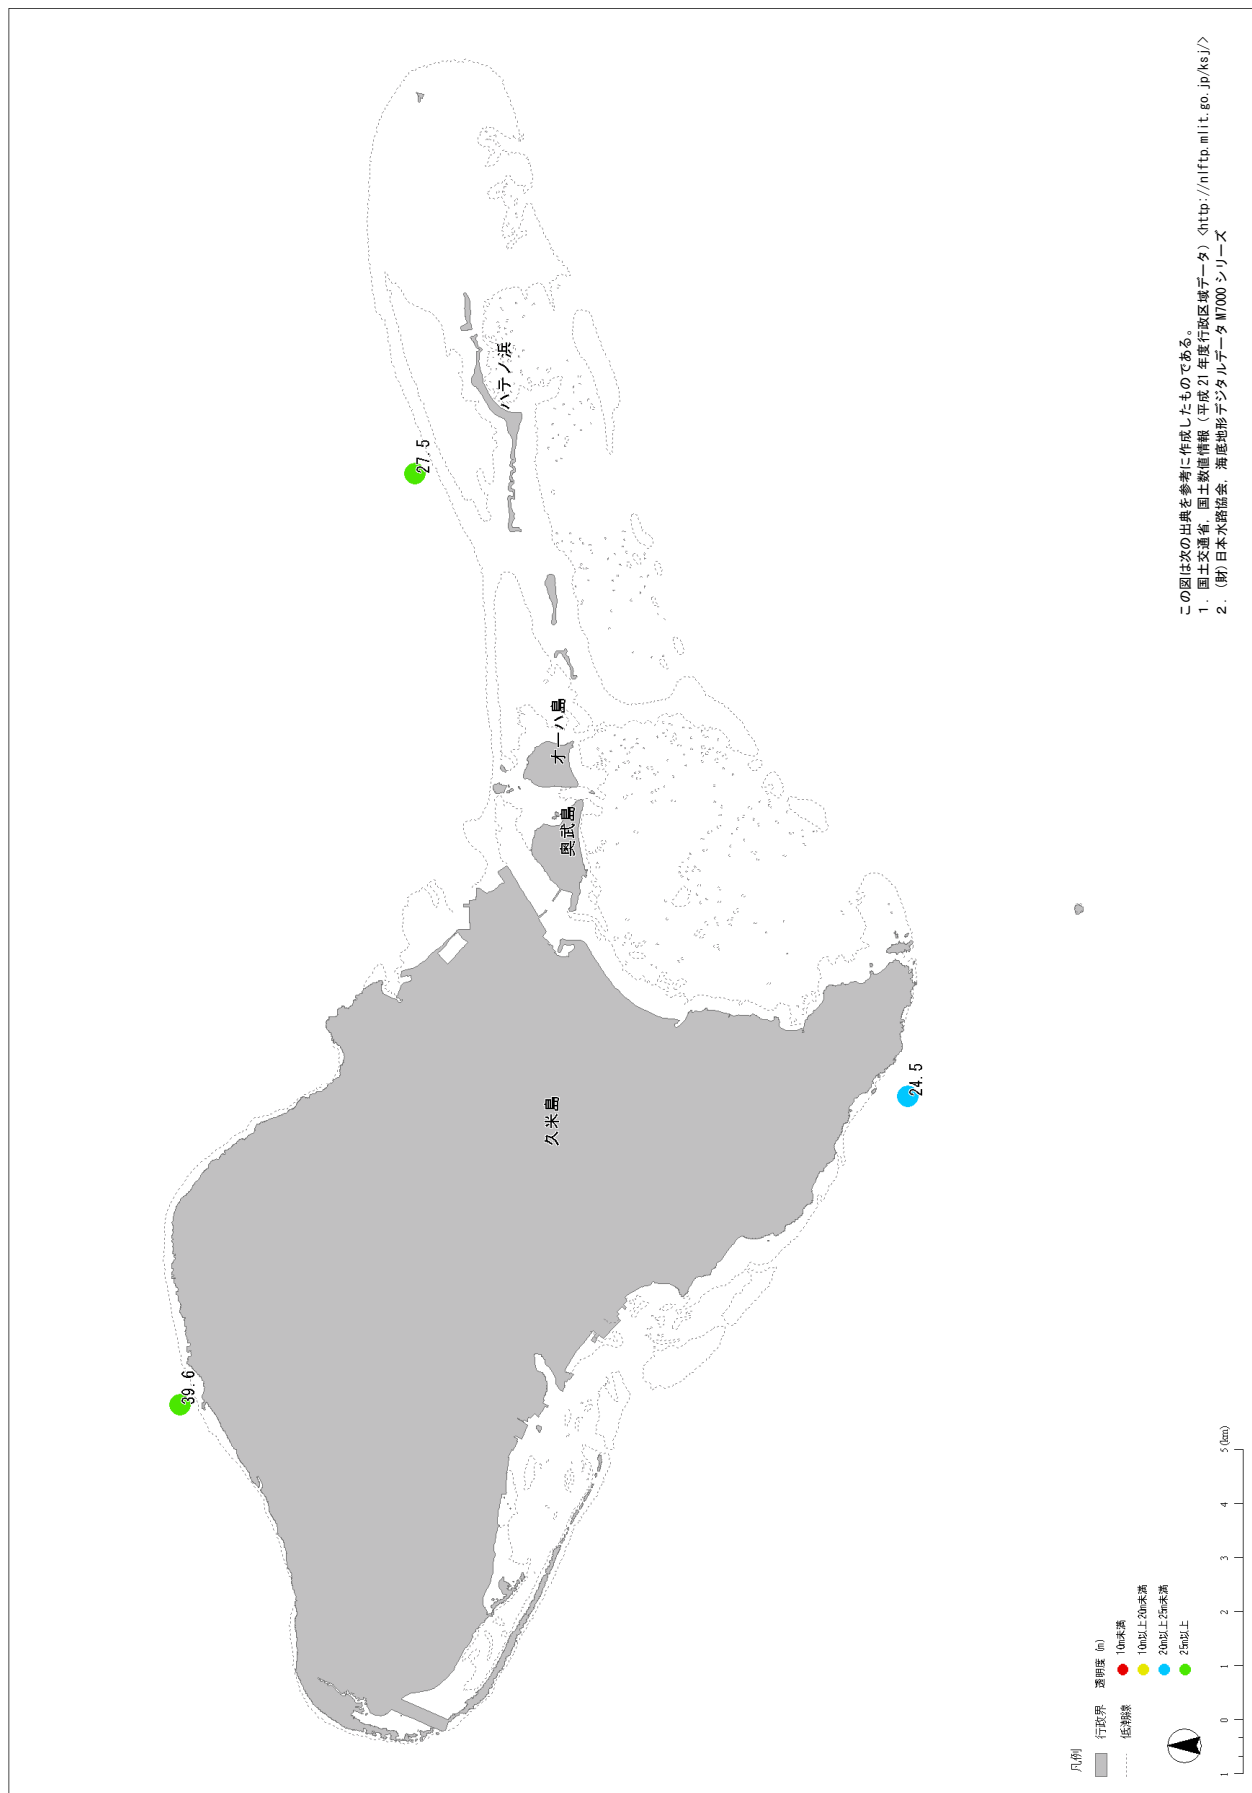 この図は次の出典を参考に作成したものである。
1. 国土交通省, 国土数値情報（平成21年度行政区域データ）<http://nlftp.mlit.go.jp/ksj/>
2. (財)日本水路協会, 海底地形デジタルデータ M7000 シリーズ
ハテノ浜
27.5
オーハ島
奥武島
久米島
24.5
39.6
凡例
行政界
低潮線
透明度 (m)
10m未満
10m以上20m未満
20m以上25m未満
25m以上
1 0 1 2 3 4 5(km)